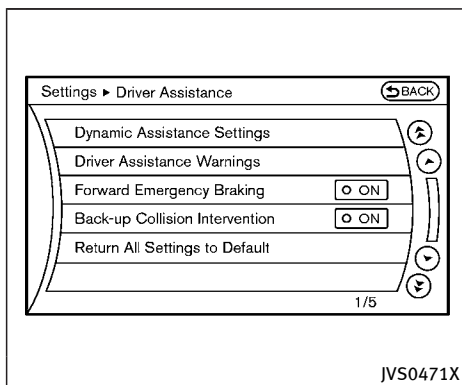 Settings ▶ Driver Assistance BACK
Dynamic Assistance Settings
Driver Assistance Warnings
Forward Emergency Braking ON
Back-up Collision Intervention ON
Return All Settings to Default
1/5
JVS0471X